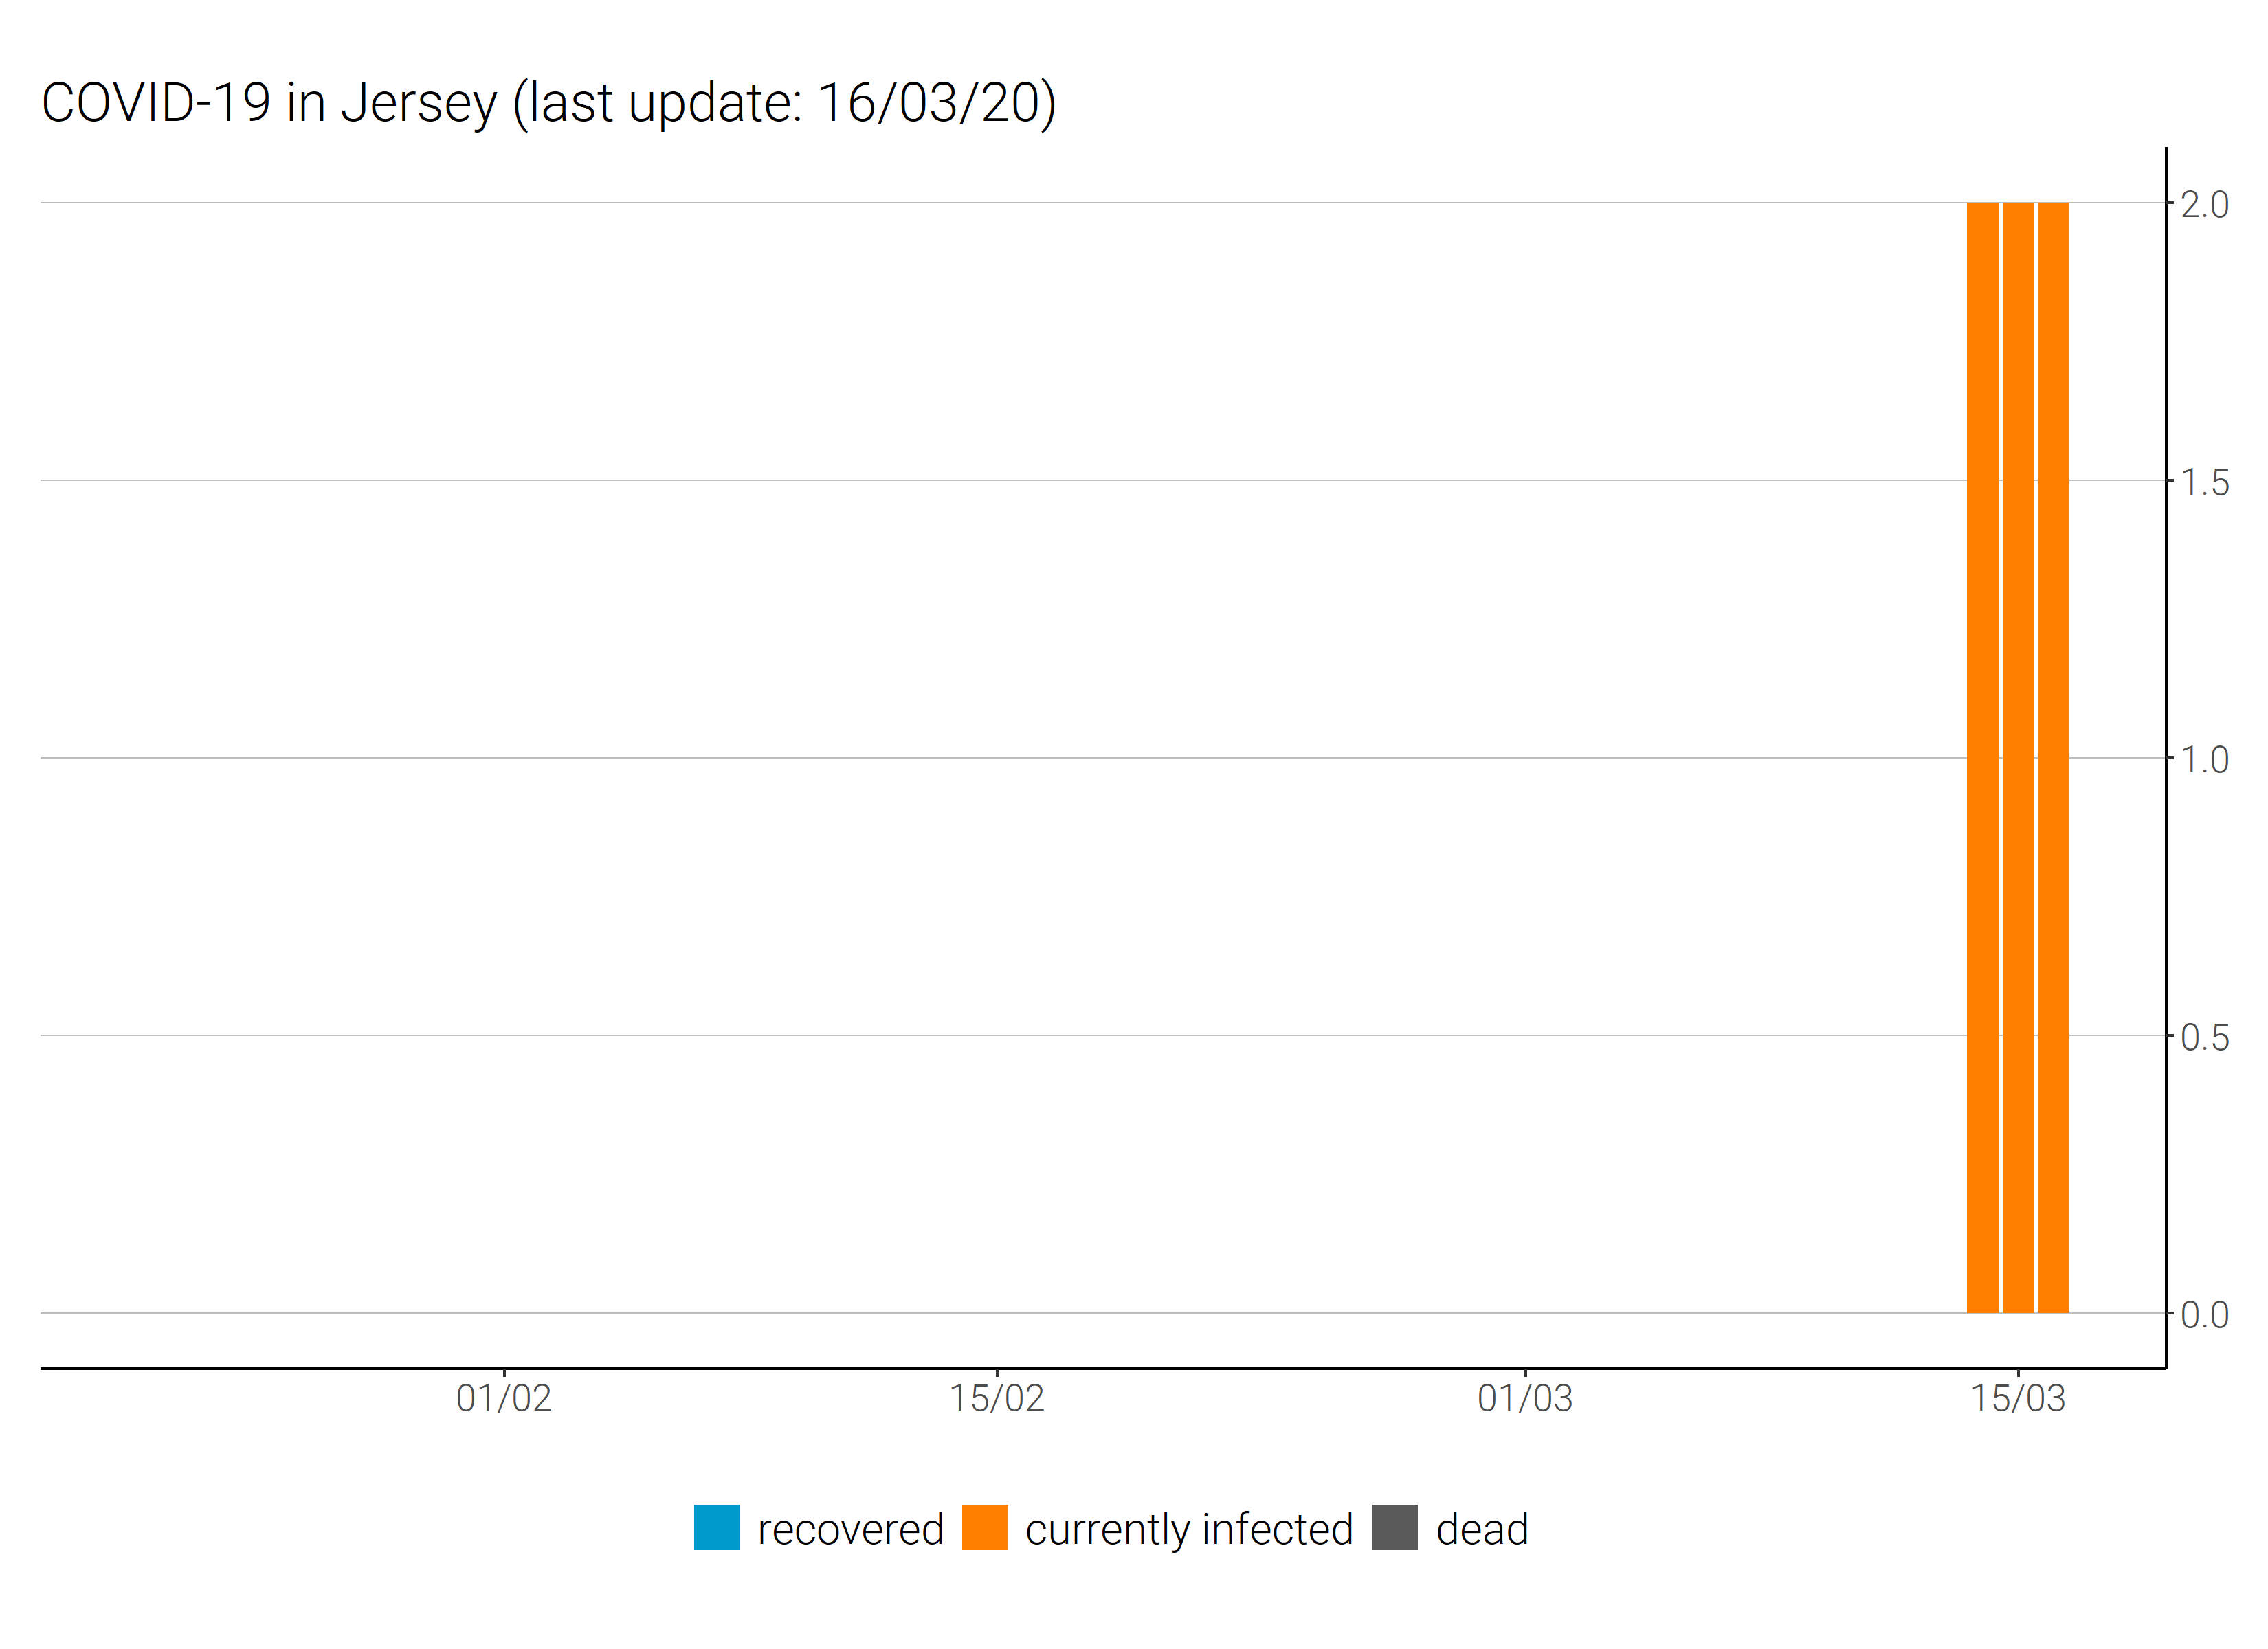 COVID-19 in Jersey (last update: 16/03/20)
2.0
1.5
1.0
0.5
0.0
01/02 15/02 01/03 15/03
recovered currently infected dead